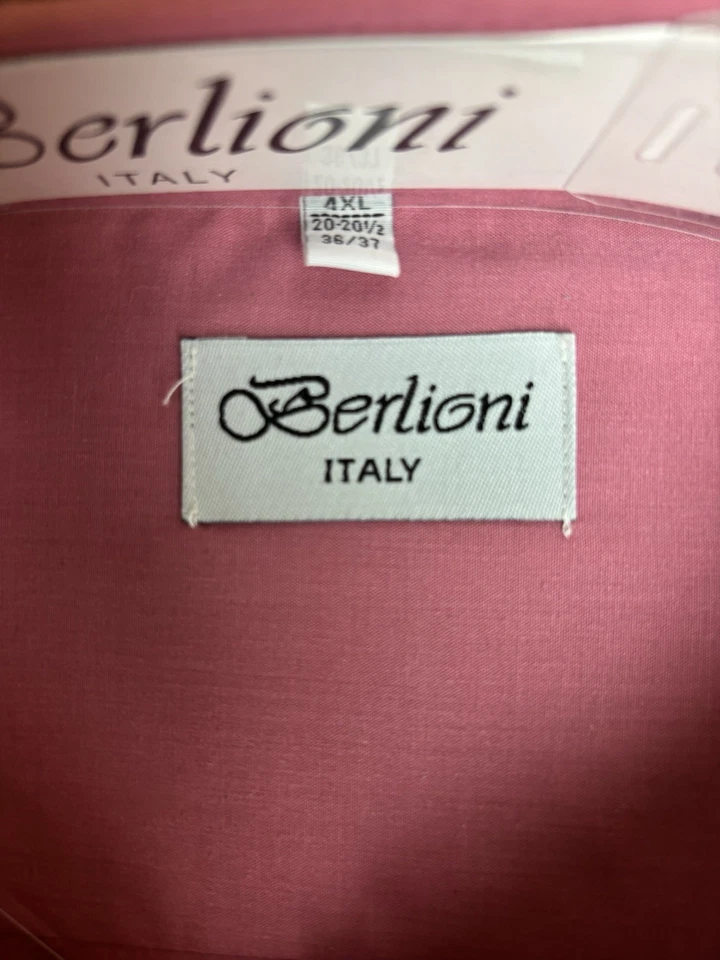 Berlioni
ITALY
4XL
20-20½
36/37
Berlioni
ITALY